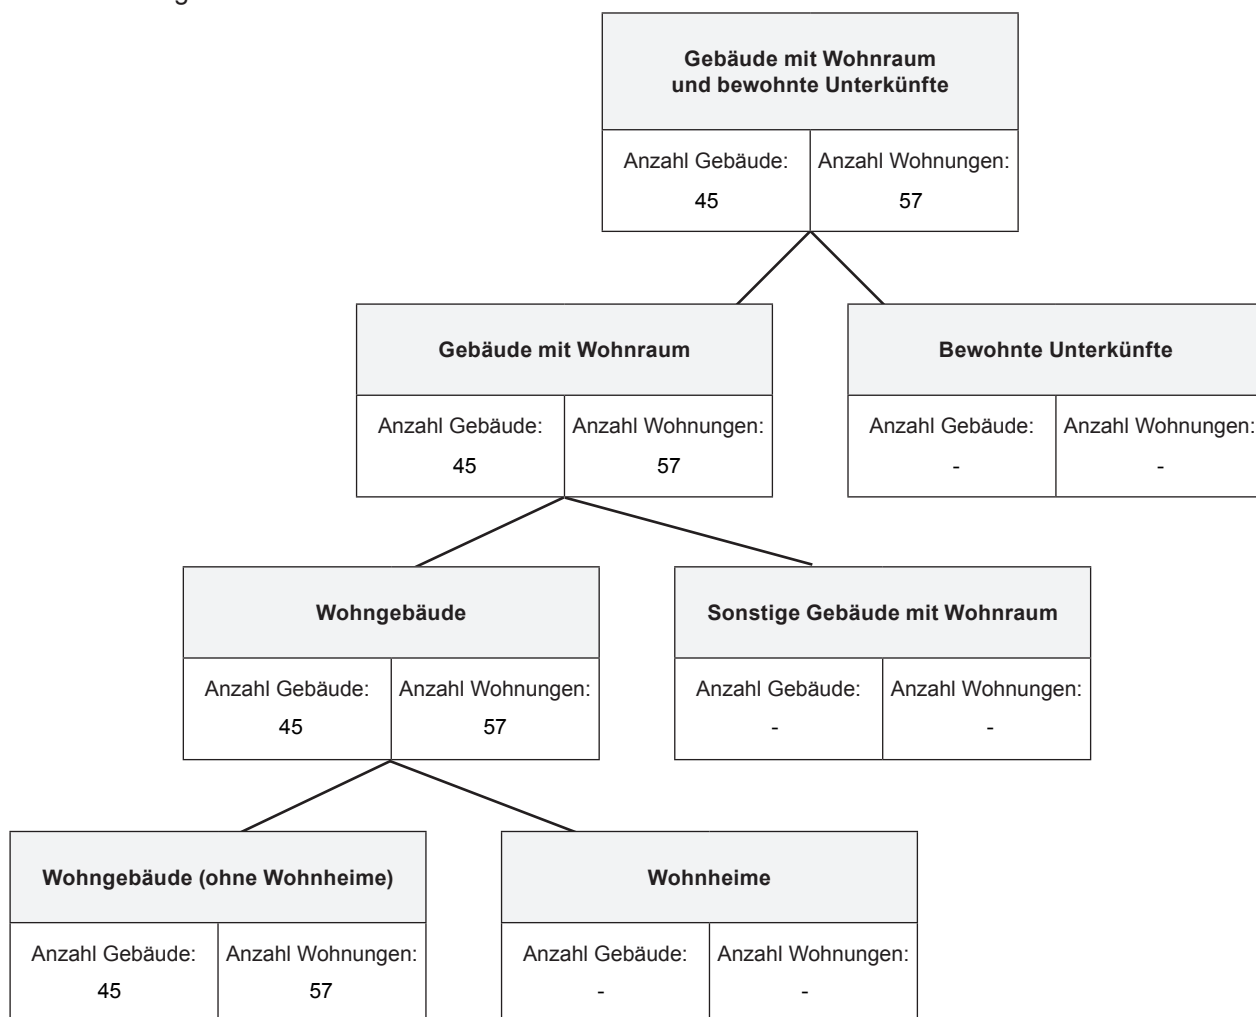 Gebäude mit Wohnraum
und bewohnte Unterkünfte
Anzahl Gebäude: Anzahl Wohnungen:
45 57
Gebäude mit Wohnraum Bewohnte Unterkünfte
Anzahl Gebäude: Anzahl Wohnungen: Anzahl Gebäude: Anzahl Wohnungen:
45 57 - -
Wohngebäude Sonstige Gebäude mit Wohnraum
Anzahl Gebäude: Anzahl Wohnungen: Anzahl Gebäude: Anzahl Wohnungen:
45 57 - -
Wohngebäude (ohne Wohnheime) Wohnheime
Anzahl Gebäude: Anzahl Wohnungen: Anzahl Gebäude: Anzahl Wohnungen:
45 57 - -